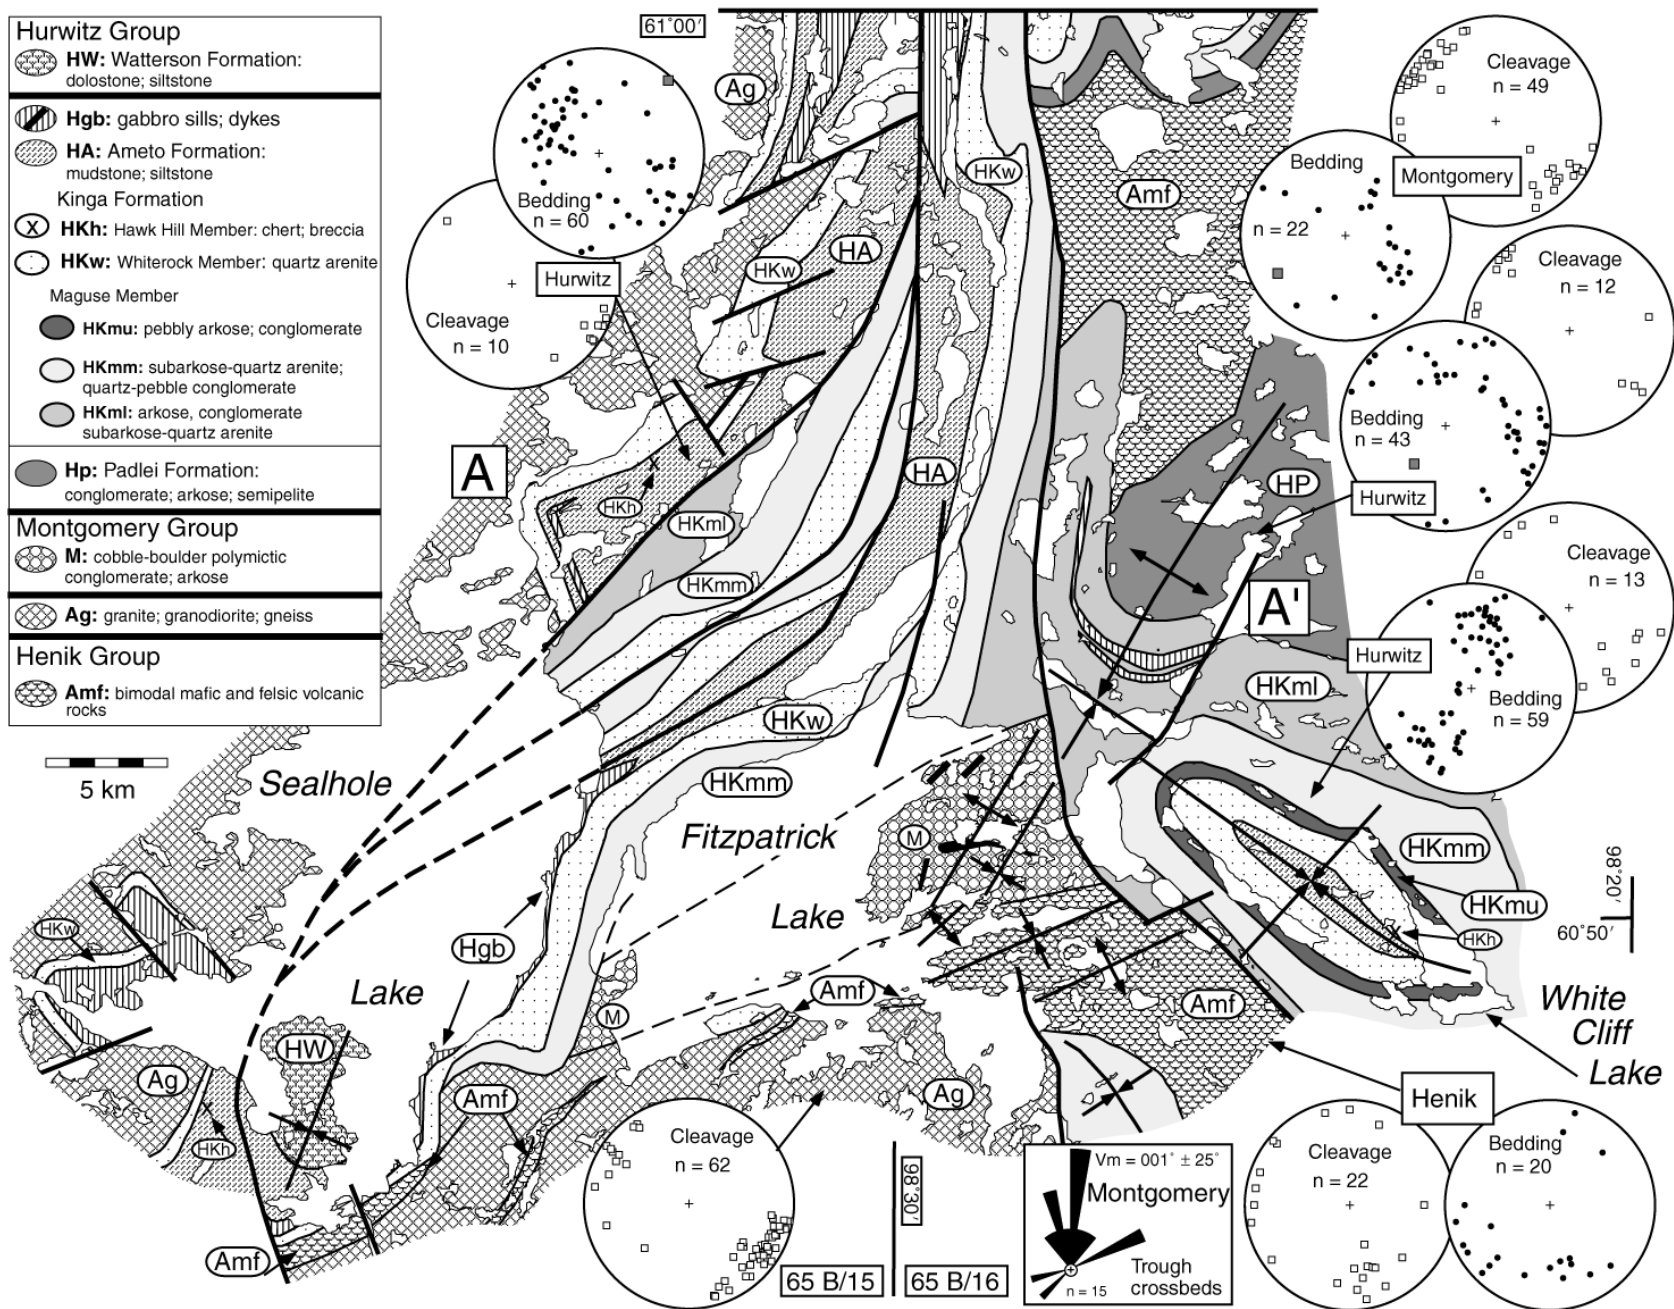 Hurwitz Group
HW: Watterson Formation:
dolostone; siltstone
Hgb: gabbro sills; dykes
HA: Ameto Formation:
mudstone; siltstone
Kinga Formation
X
HKh: Hawk Hill Member: chert; breccia
HKw: Whiterock Member: quartz arenite
Maguse Member
HKmu: pebbly arkose; conglomerate
HKmm: subarkose-quartz arenite;
quartz-pebble conglomerate
HKml: arkose, conglomerate
subarkose-quartz arenite
Hp: Padlei Formation:
conglomerate; arkose; semipelite
Montgomery Group
M: cobble-boulder polymictic
conglomerate; arkose
Ag: granite; granodiorite; gneiss
Henik Group
Amf: bimodal mafic and felsic volcanic
rocks
5 km
61°00'
Ag
Bedding
n = 60
Hurwitz
Cleavage
n = 10
HKw
HA
HKw
Amf
Cleavage
n = 49
Montgomery
Bedding
n = 22
Cleavage
n = 12
Bedding
n = 43
Hurwitz
Cleavage
n = 13
Hurwitz
Bedding
n = 59
A
X
HKh
HKml
HA
HP
A'
HKmm
HKw
HKml
HKmm
Sealhole
Lake
Fitzpatrick
Lake
M
HKmm
HKmu
X
HKh
98°20'
60°50'
White
Cliff
Lake
HKw
Hgb
HW
Ag
X
HKh
M
Amf
Amf
Amf
Ag
Amf
Henik
Cleavage
n = 62
98°30'
65 B/15
65 B/16
Vm = 001° ± 25°
Montgomery
Trough
crossbeds
n = 15
Cleavage
n = 22
Bedding
n = 20